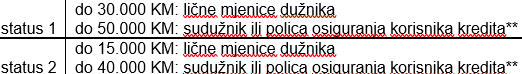 do 30.000 KM: lične mjenice dužnika
status 1 do 50.000 KM: sudužnik ili polica osiguranja korisnika kredita**
do 15.000 KM: lične mjenice dužnika
status 2 do 40.000 KM: sudužnik ili polica osiguranja korisnika kredita**